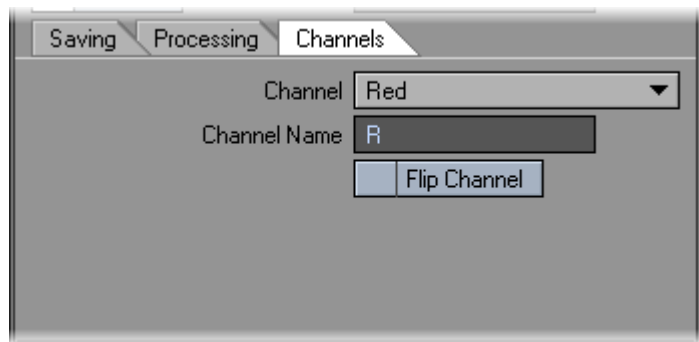 Saving Processing Channels
Channel Red
Channel Name R
Flip Channel